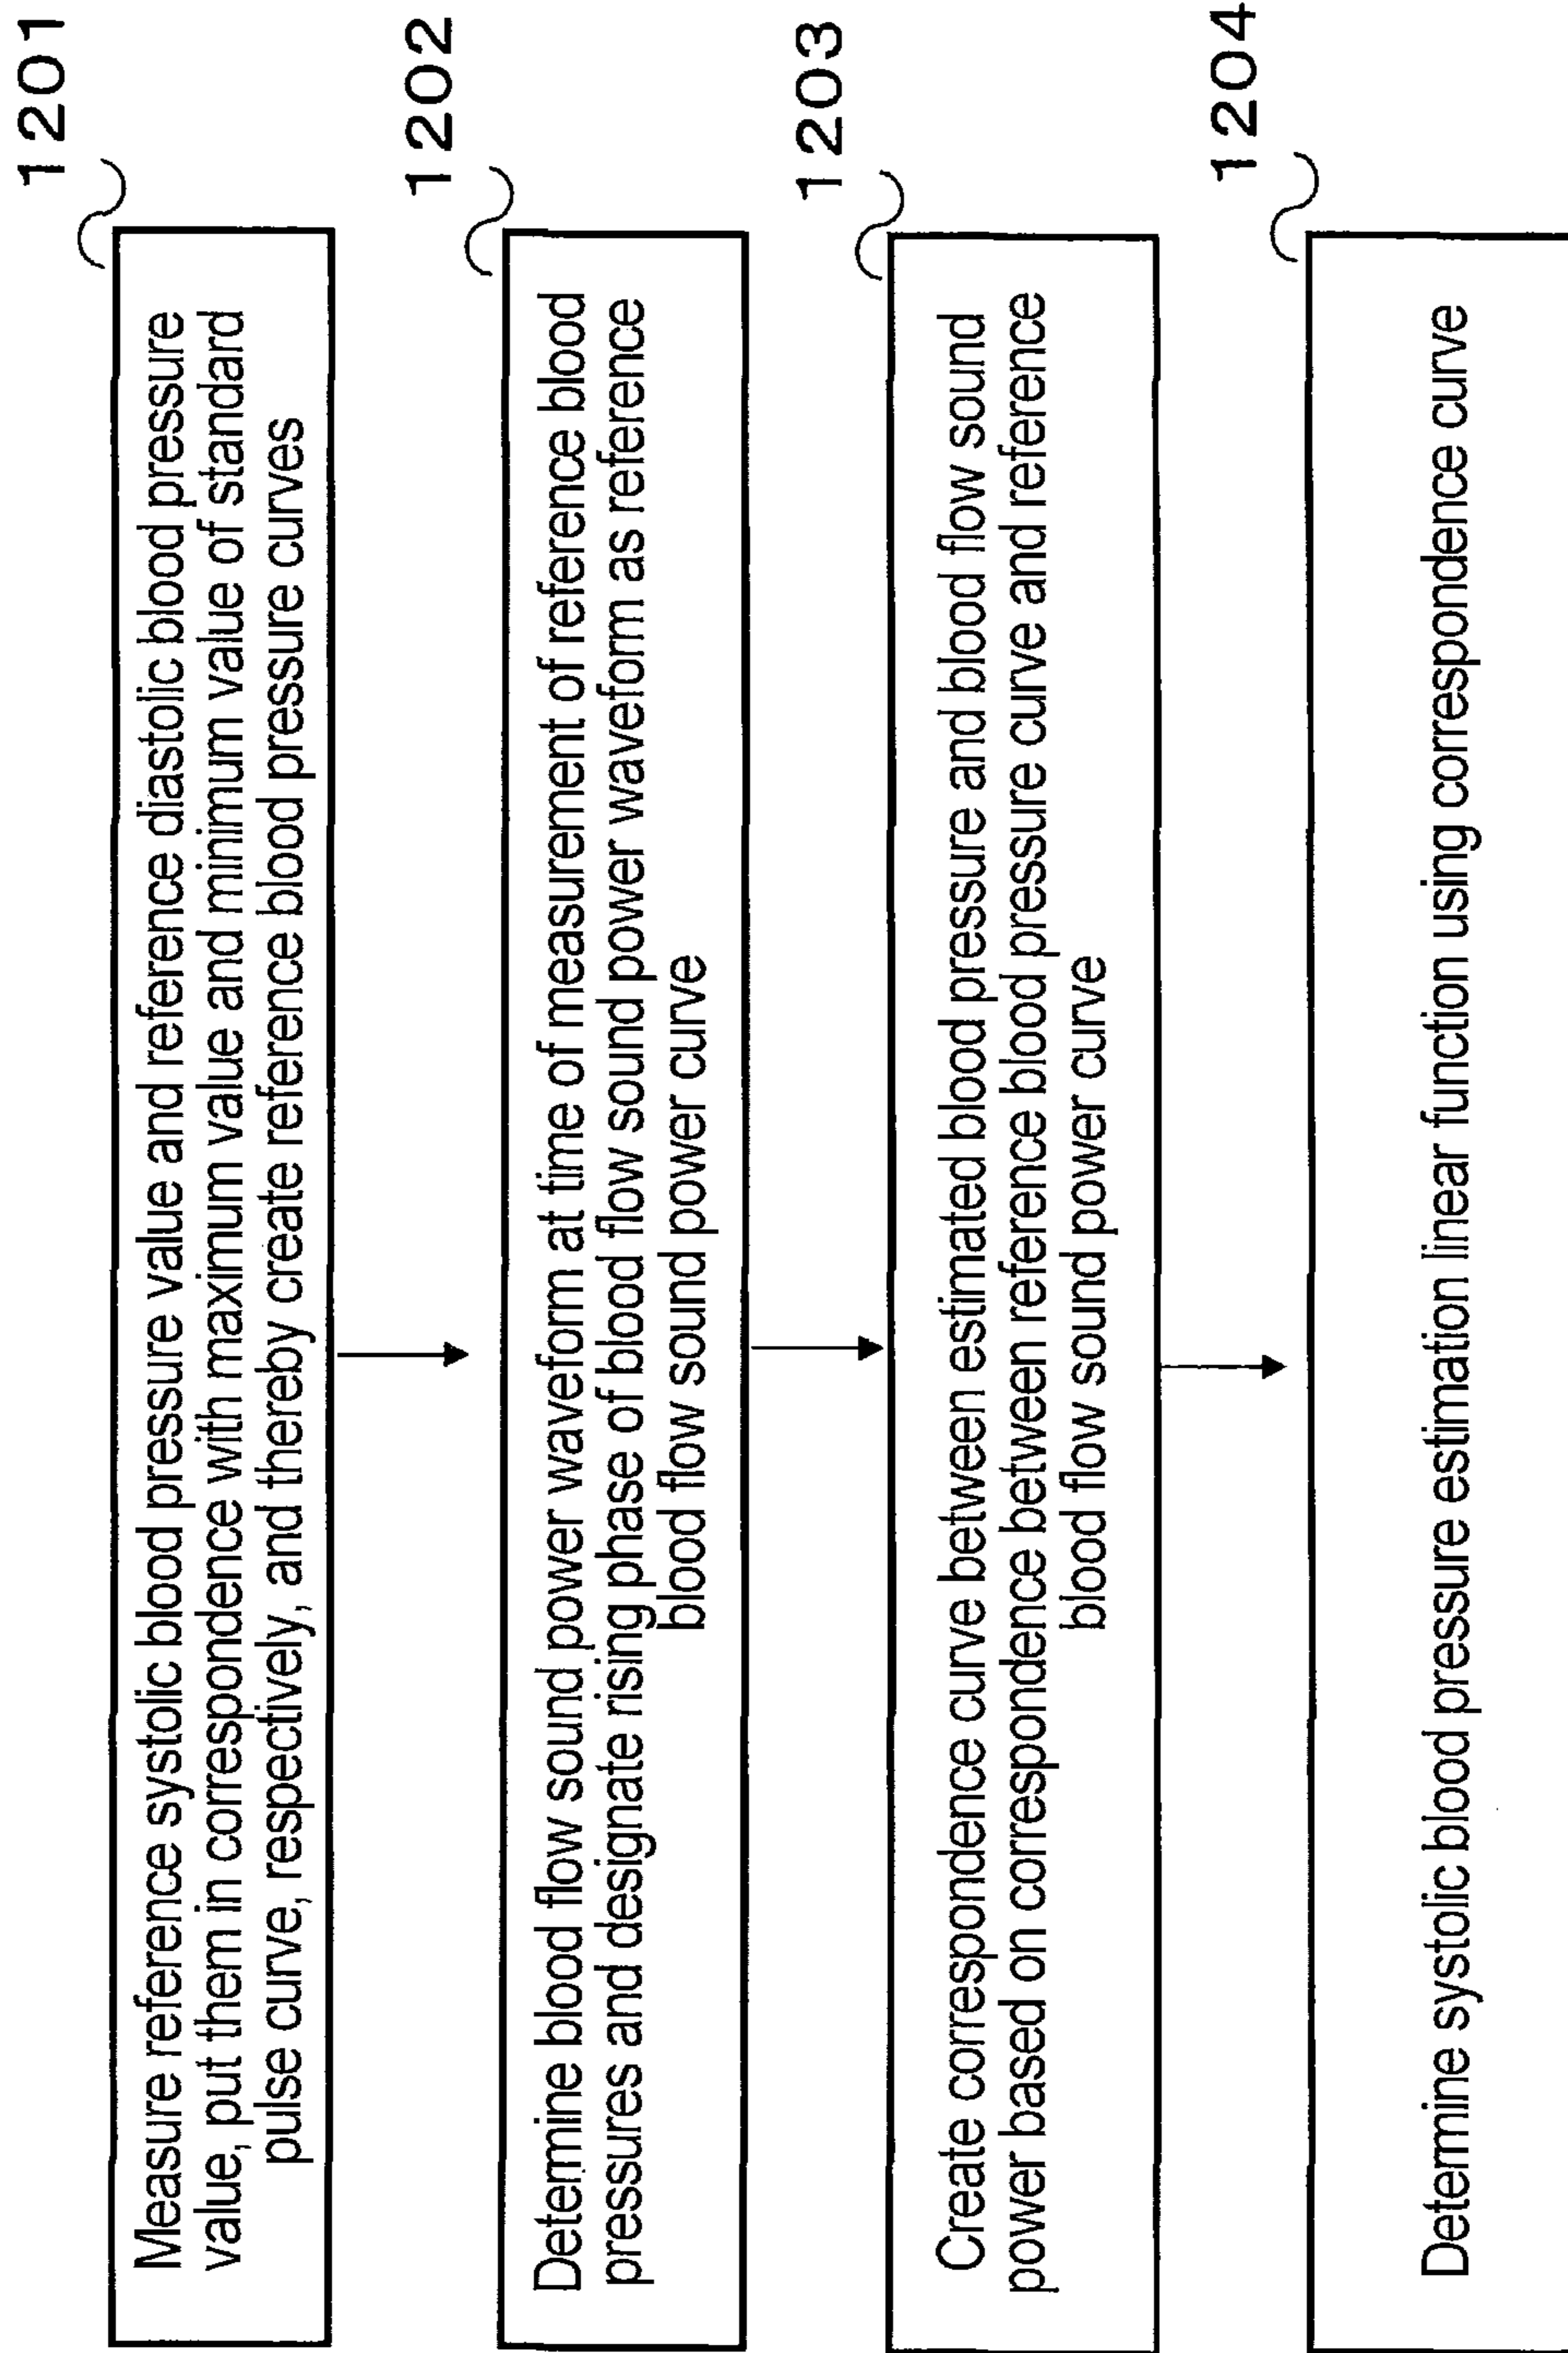 1201
Measure reference systolic blood pressure value and reference diastolic blood pressure
value, put them in correspondence with maximum value and minimum value of standard
pulse curve, respectively, and thereby create reference blood pressure curves
1202
Determine blood flow sound power waveform at time of measurement of reference blood
pressures and designate rising phase of blood flow sound power waveform as reference
blood flow sound power curve
1203
Create correspondence curve between estimated blood pressure and blood flow sound
power based on correspondence between reference blood pressure curve and reference
blood flow sound power curve
1204
Determine systolic blood pressure estimation linear function using correspondence curve